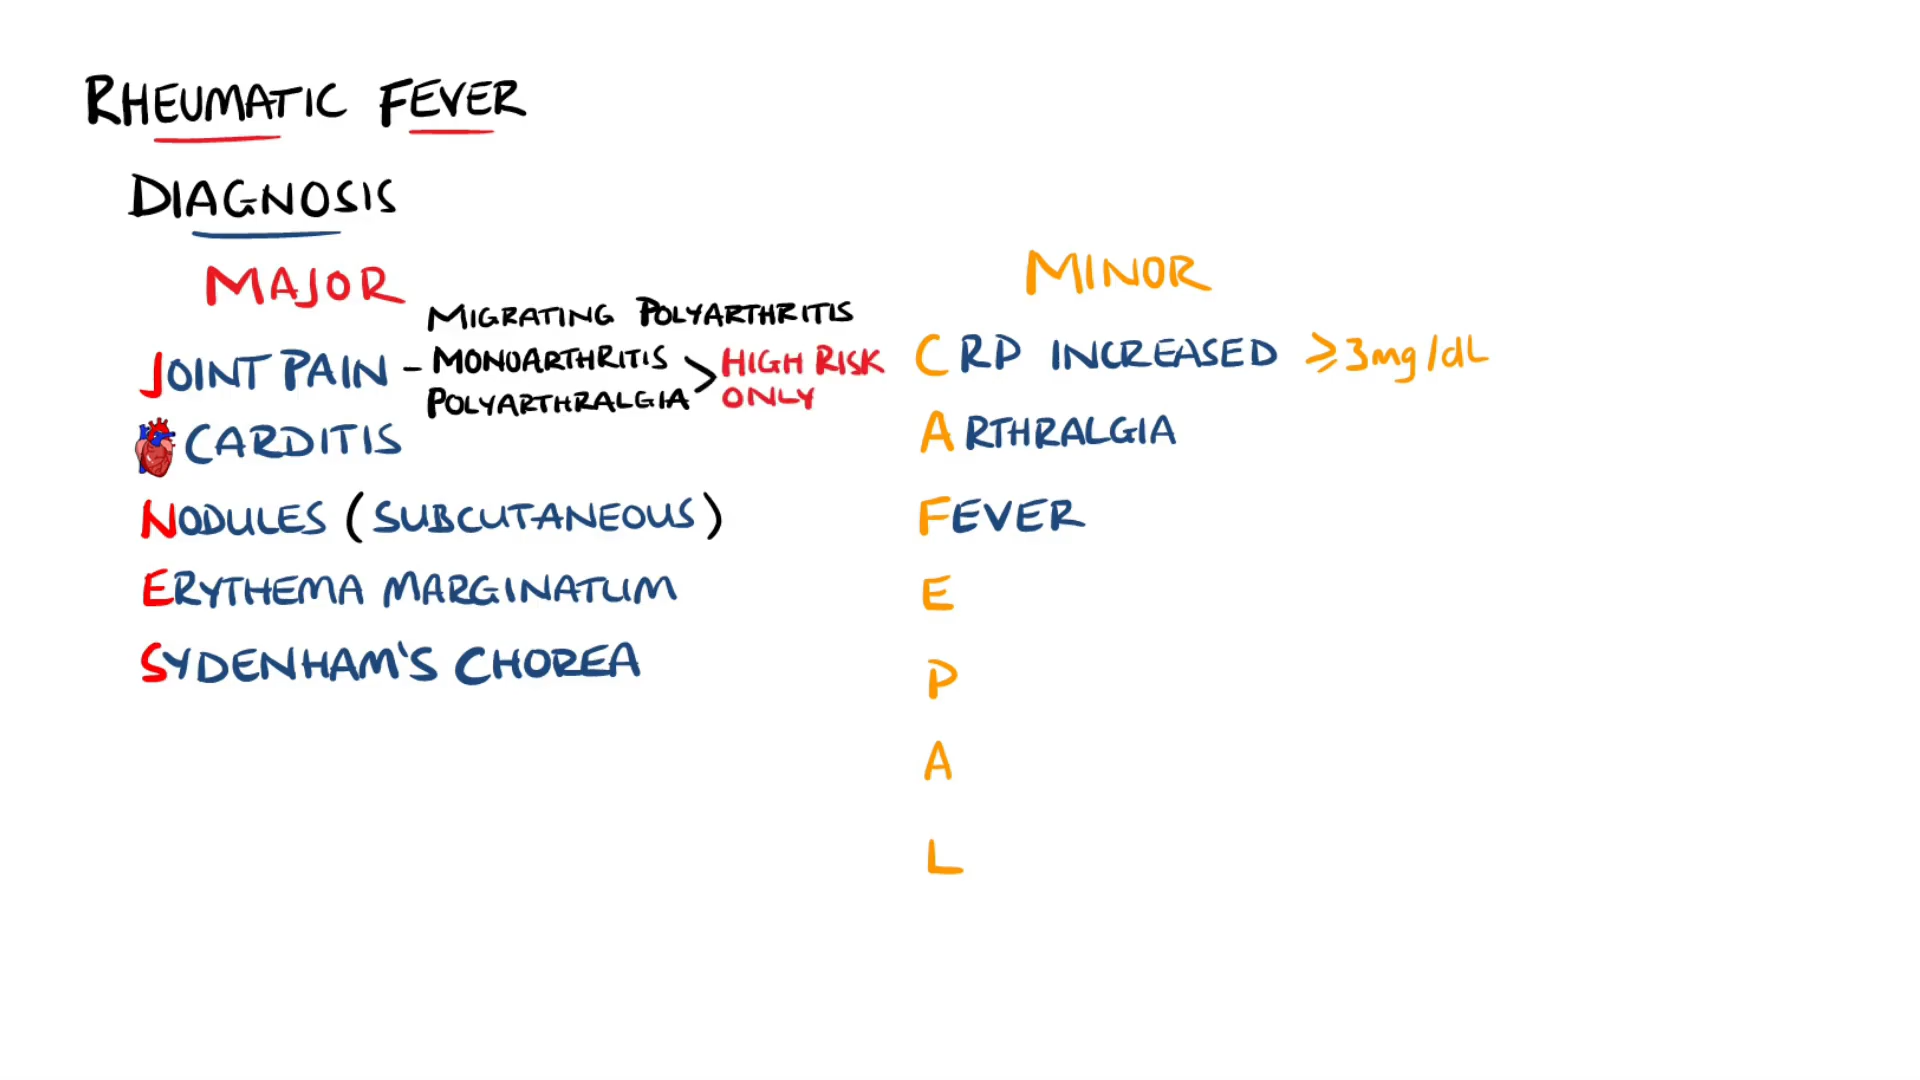 RHEUMATIC FEVER
DIAGNOSIS
MAJOR
JOINT PAIN - MIGRATING POLYARTHRITIS
MONOARTHRITIS
POLYARTHRALGIA > HIGH RISK ONLY
CARDITIS
NODULES (SUBCUTANEOUS)
ERYTHEMA MARGINATUM
SYDENHAM'S CHOREA
MINOR
CRP INCREASED ≥3mg/dL
ARTHRALGIA
FEVER
E
P
A
L